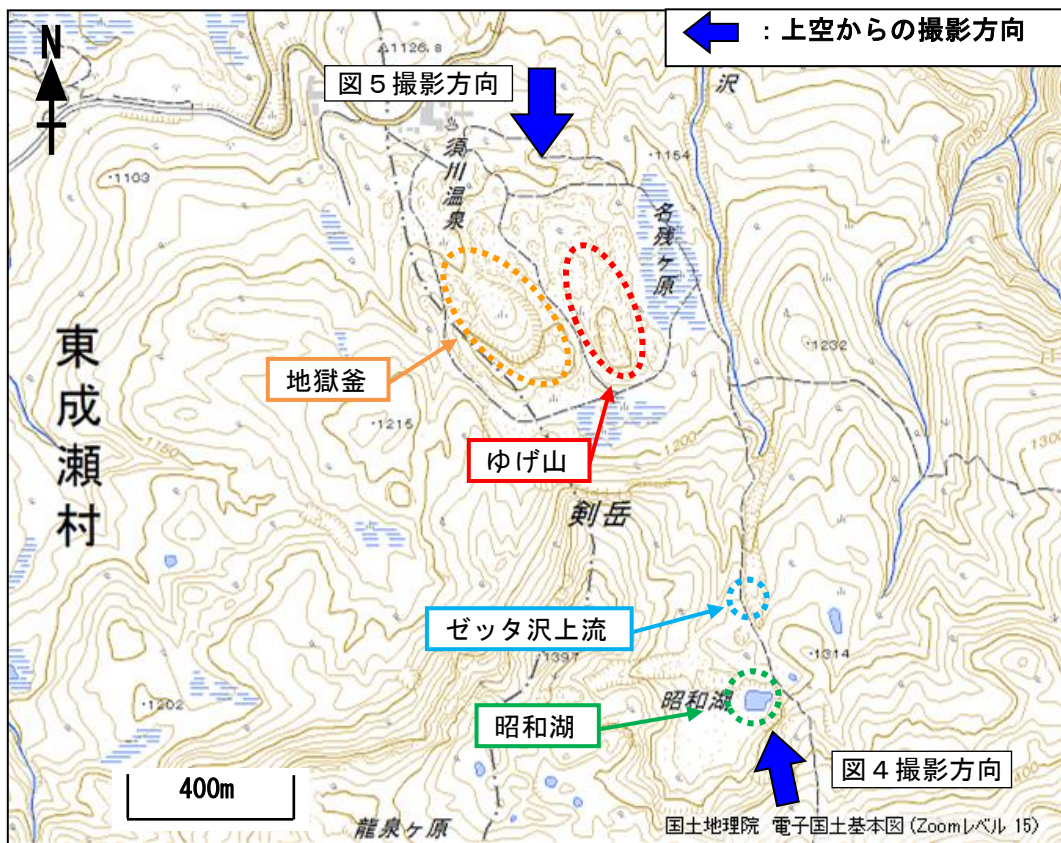 N
：上空からの撮影方向
・1126.8
図５撮影方向
沢
・1154
・1103
須川温泉
名残ヶ原
東成瀬村
地獄釜
・1232
・1215
1150
1200
ゆげ山
剣岳
ゼッタ沢上流
・1397
・1314
・1202
昭和湖
昭和湖
400m
図４撮影方向
龍泉ヶ原
国土地理院 電子国土基本図(Zoomレベル 15)